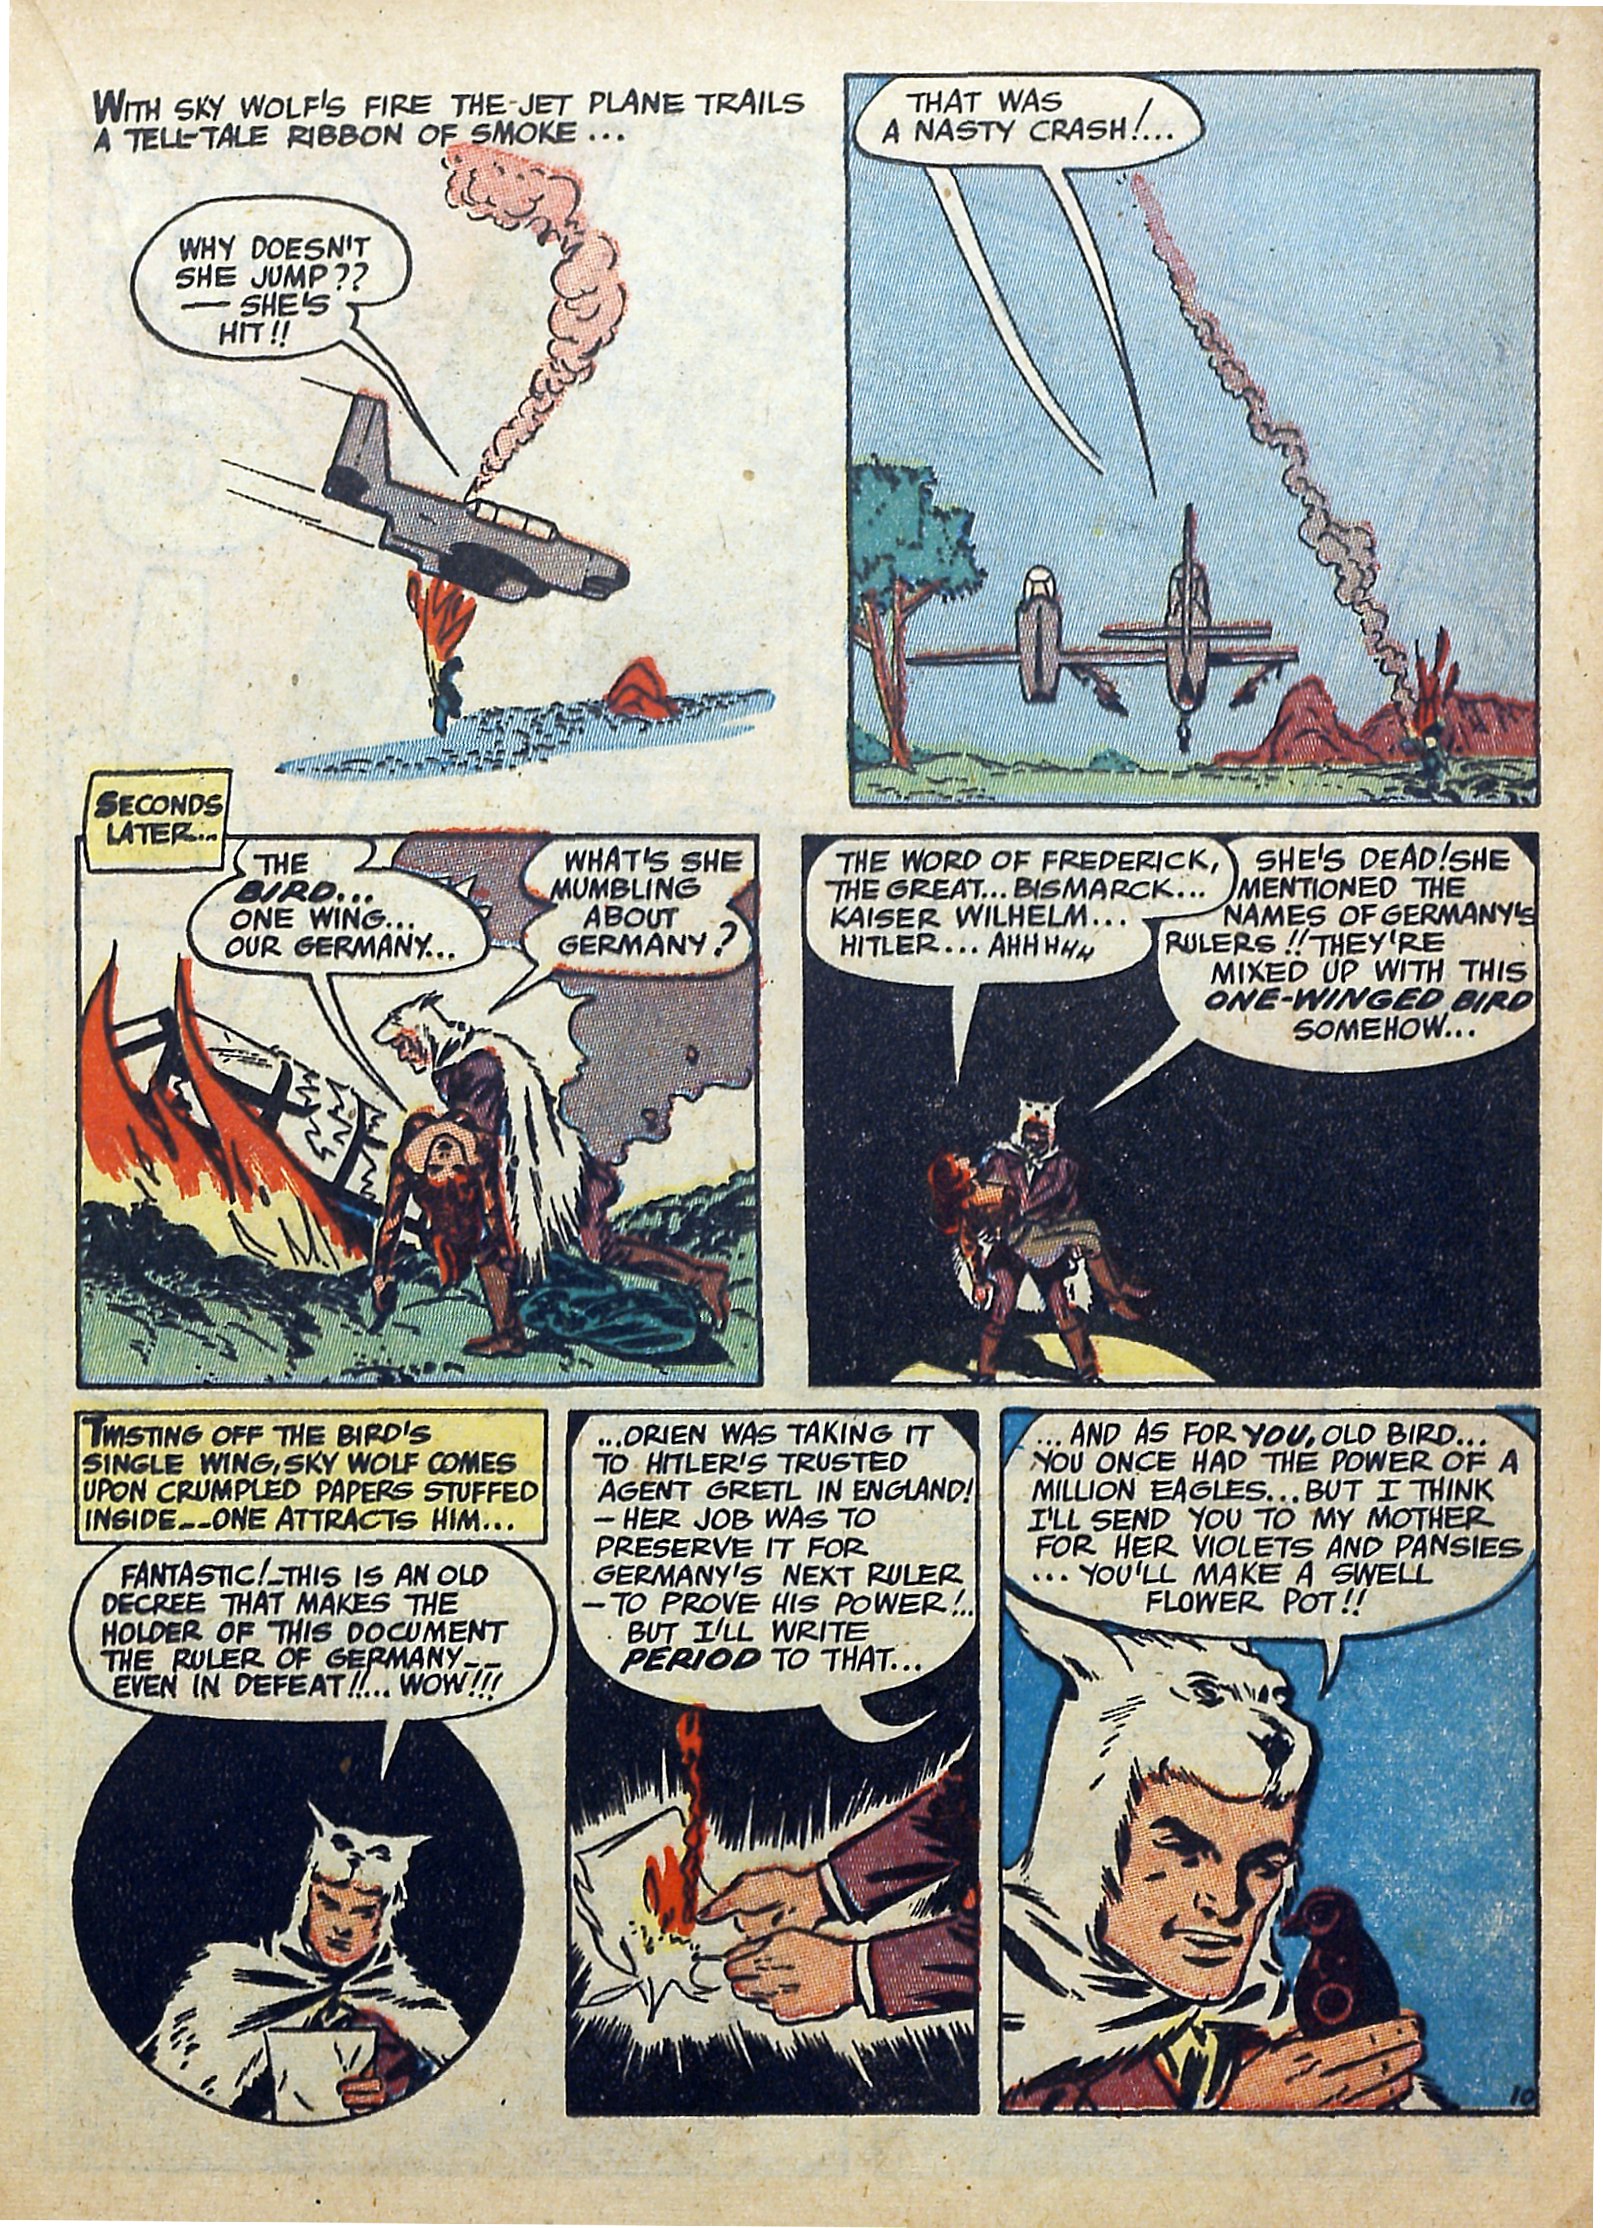 WITH SKY WOLF'S FIRE THE JET PLANE TRAILS
A TELL-TALE RIBBON OF SMOKE...
WHY DOESN'T
SHE JUMP??
— SHE'S
HIT!!
THAT WAS
A NASTY CRASH!...
SECONDS
LATER...
THE
BIRD...
ONE WING...
OUR GERMANY...
WHAT'S SHE
MUMBLING
ABOUT
GERMANY?
THE WORD OF FREDERICK,
THE GREAT... BISMARCK...
KAISER WILHELM...
HITLER... AHHHHH
SHE'S DEAD! SHE
MENTIONED THE
NAMES OF GERMANY'S
RULERS!! THEY'RE
MIXED UP WITH THIS
ONE-WINGED BIRD
SOMEHOW...
TWISTING OFF THE BIRD'S
SINGLE WING, SKY WOLF COMES
UPON CRUMPLED PAPERS STUFFED
INSIDE--ONE ATTRACTS HIM...
FANTASTIC!-THIS IS AN OLD
DECREE THAT MAKES THE
HOLDER OF THIS DOCUMENT
THE RULER OF GERMANY--
EVEN IN DEFEAT!!... WOW!!!
...ORIEN WAS TAKING IT
TO HITLER'S TRUSTED
AGENT GRETL IN ENGLAND!
—HER JOB WAS TO
PRESERVE IT FOR
GERMANY'S NEXT RULER
—TO PROVE HIS POWER!..
BUT I'LL WRITE
PERIOD TO THAT...
...AND AS FOR YOU, OLD BIRD...
YOU ONCE HAD THE POWER OF A
MILLION EAGLES...BUT I THINK
I'LL SEND YOU TO MY MOTHER
FOR HER VIOLETS AND PANSIES
...YOU'LL MAKE A SWELL
FLOWER POT!!
10